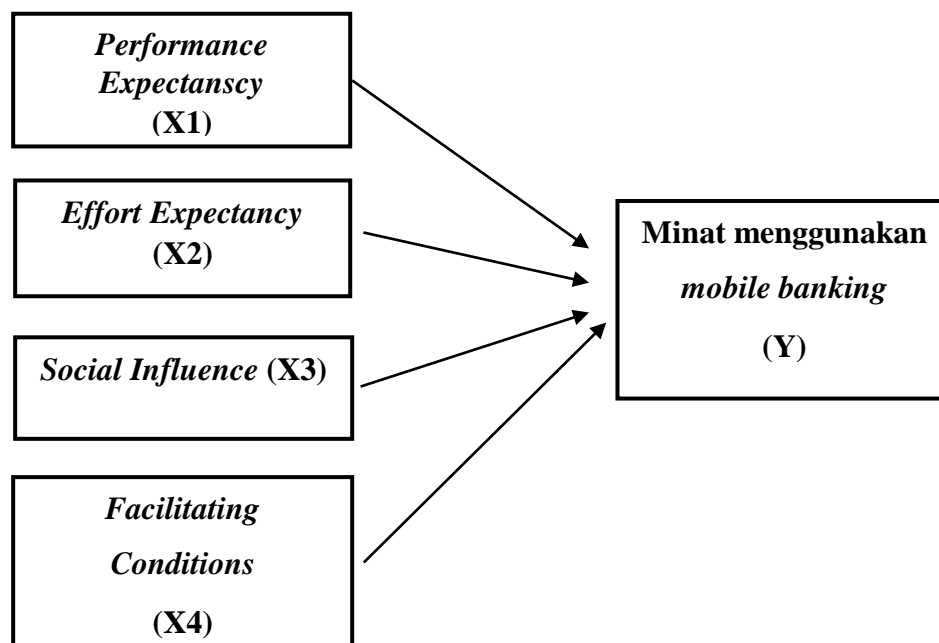 Performance
Expectanscy
(X1)
Effort Expectancy
(X2)
Social Influence (X3)
Facilitating
Conditions
(X4)
Minat menggunakan
mobile banking
(Y)